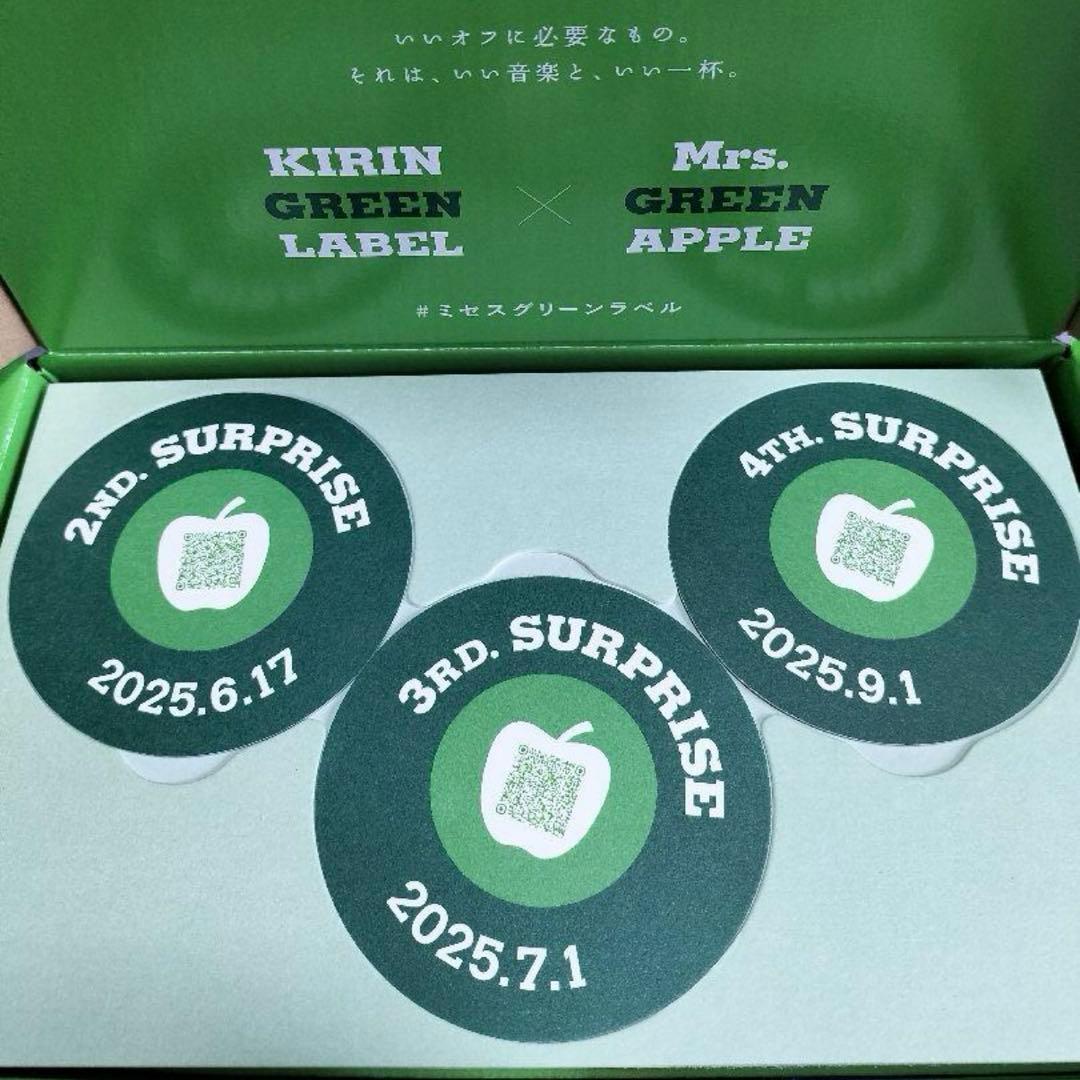 いいオフに必要なもの。
それは、いい音楽と、いい一杯。
KIRIN
GREEN
LABEL
×
Mrs.
GREEN
APPLE
#ミセスグリーンラベル
2ND. SURPRISE
2025.6.17
4TH. SURPRISE
2025.9.1
3RD. SURPRISE
2025.7.1